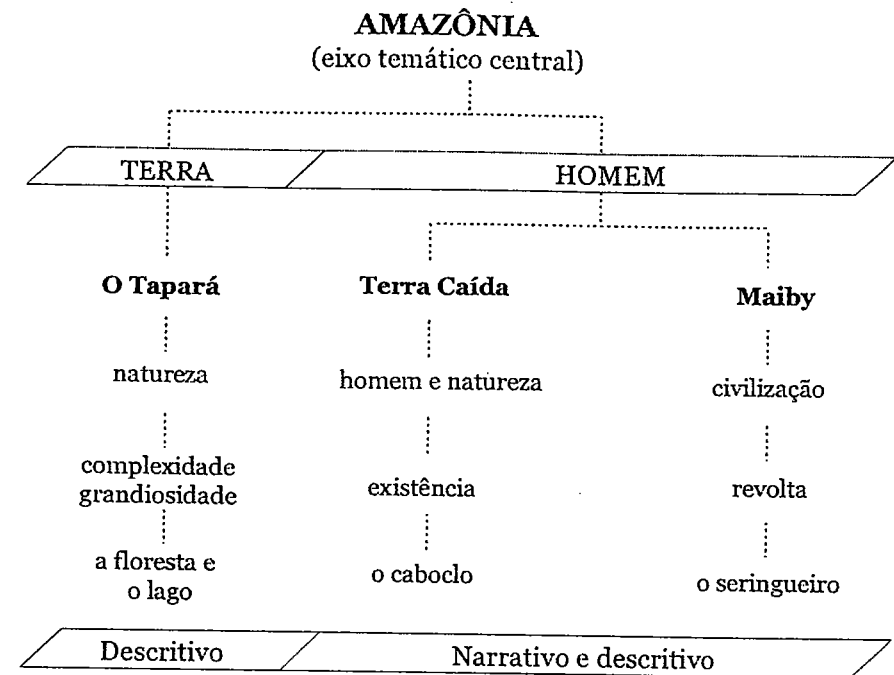 AMAZÔNIA
(eixo temático central)
TERRA
HOMEM
O Tapará
Terra Caída
Maiby
natureza
homem e natureza
civilização
complexidade
grandiosidade
existência
revolta
a floresta e
o lago
o caboclo
o seringueiro
Descritivo
Narrativo e descritivo